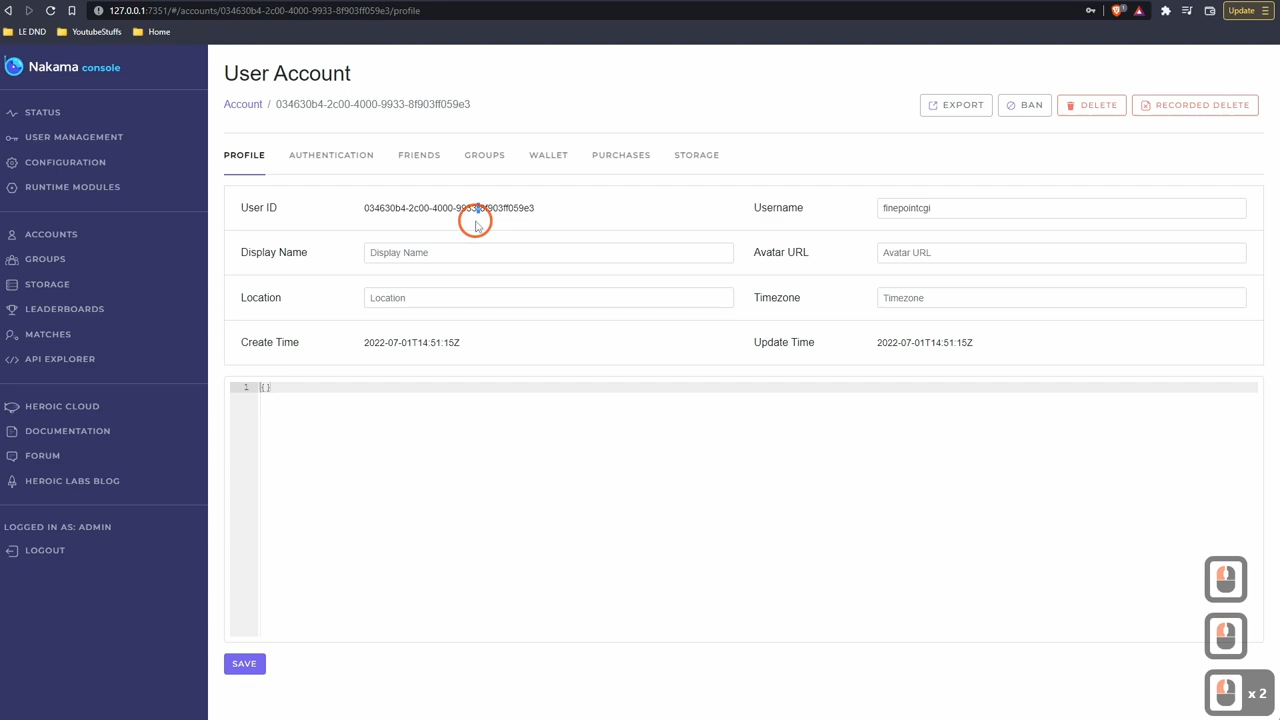 127.0.0.1:7351/#/accounts/034630b4-2c00-4000-9933-8f903ff059e3/profile
Update
LE DND
YoutubeStuffs
Home
Nakama console
STATUS
USER MANAGEMENT
CONFIGURATION
RUNTIME MODULES
ACCOUNTS
GROUPS
STORAGE
LEADERBOARDS
MATCHES
API EXPLORER
HEROIC CLOUD
DOCUMENTATION
FORUM
HEROIC LABS BLOG
LOGGED IN AS: ADMIN
LOGOUT
User Account
Account / 034630b4-2c00-4000-9933-8f903ff059e3
EXPORT BAN DELETE RECORDED DELETE
PROFILE AUTHENTICATION FRIENDS GROUPS WALLET PURCHASES STORAGE
User ID 034630b4-2c00-4000-9933-8f903ff059e3 Username finepointcgi
Display Name Display Name Avatar URL Avatar URL
Location Location Timezone Timezone
Create Time 2022-07-01T14:51:15Z Update Time 2022-07-01T14:51:15Z
1 {}
SAVE
x 2